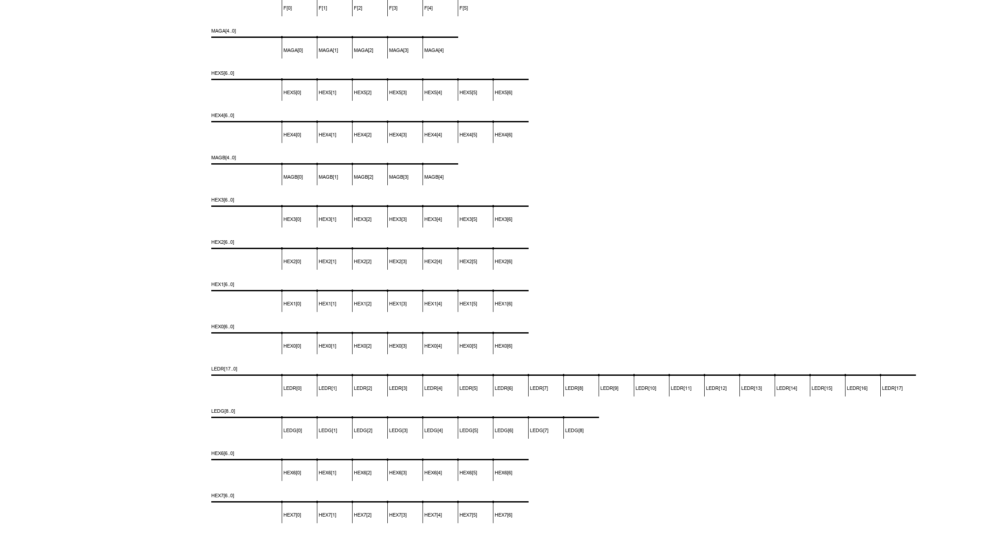 F[0] F[1] F[2] F[3] F[4] F[5]
MAGA[4..0]
MAGA[0] MAGA[1] MAGA[2] MAGA[3] MAGA[4]
HEX5[6..0]
HEX5[0] HEX5[1] HEX5[2] HEX5[3] HEX5[4] HEX5[5] HEX5[6]
HEX4[6..0]
HEX4[0] HEX4[1] HEX4[2] HEX4[3] HEX4[4] HEX4[5] HEX4[6]
MAGB[4..0]
MAGB[0] MAGB[1] MAGB[2] MAGB[3] MAGB[4]
HEX3[6..0]
HEX3[0] HEX3[1] HEX3[2] HEX3[3] HEX3[4] HEX3[5] HEX3[6]
HEX2[6..0]
HEX2[0] HEX2[1] HEX2[2] HEX2[3] HEX2[4] HEX2[5] HEX2[6]
HEX1[6..0]
HEX1[0] HEX1[1] HEX1[2] HEX1[3] HEX1[4] HEX1[5] HEX1[6]
HEX0[6..0]
HEX0[0] HEX0[1] HEX0[2] HEX0[3] HEX0[4] HEX0[5] HEX0[6]
LEDR[17..0]
LEDR[0] LEDR[1] LEDR[2] LEDR[3] LEDR[4] LEDR[5] LEDR[6] LEDR[7] LEDR[8] LEDR[9] LEDR[10] LEDR[11] LEDR[12] LEDR[13] LEDR[14] LEDR[15] LEDR[16] LEDR[17]
LEDG[8..0]
LEDG[0] LEDG[1] LEDG[2] LEDG[3] LEDG[4] LEDG[5] LEDG[6] LEDG[7] LEDG[8]
HEX6[6..0]
HEX6[0] HEX6[1] HEX6[2] HEX6[3] HEX6[4] HEX6[5] HEX6[6]
HEX7[6..0]
HEX7[0] HEX7[1] HEX7[2] HEX7[3] HEX7[4] HEX7[5] HEX7[6]